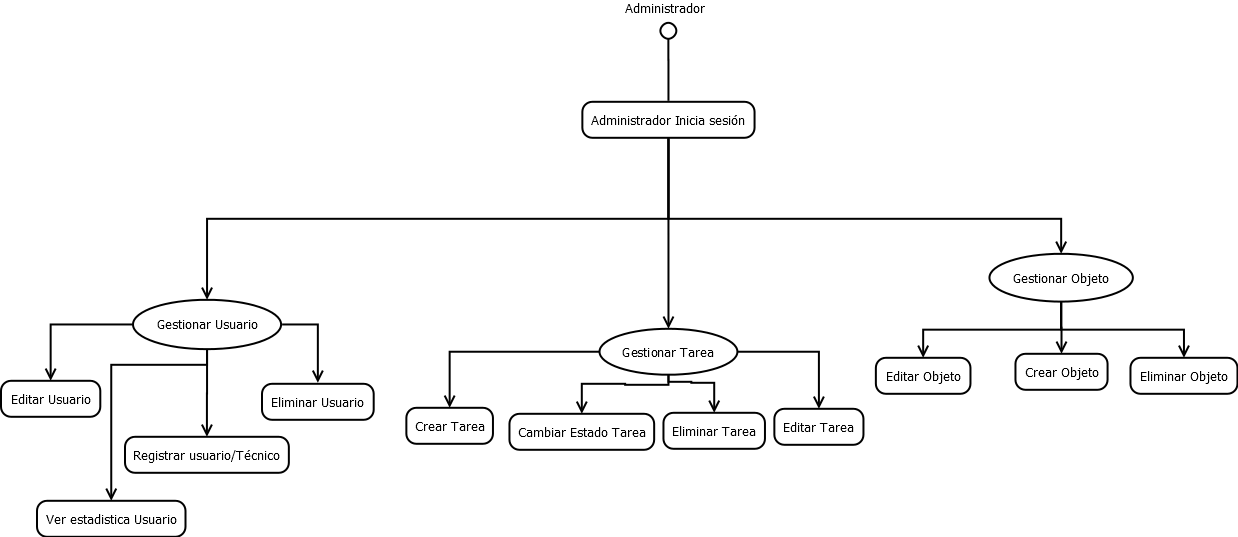 Administrador
Administrador Inicia sesión
Gestionar Usuario
Gestionar Tarea
Gestionar Objeto
Editar Usuario
Eliminar Usuario
Registrar usuario/Técnico
Ver estadistica Usuario
Crear Tarea
Cambiar Estado Tarea
Eliminar Tarea
Editar Tarea
Editar Objeto
Crear Objeto
Eliminar Objeto